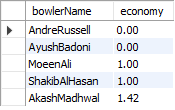 bowlerName economy
AndreRussell 0.00
AyushBadoni 0.00
MoeenAli 1.00
ShakibAlHasan 1.00
AkashMadhwal 1.42